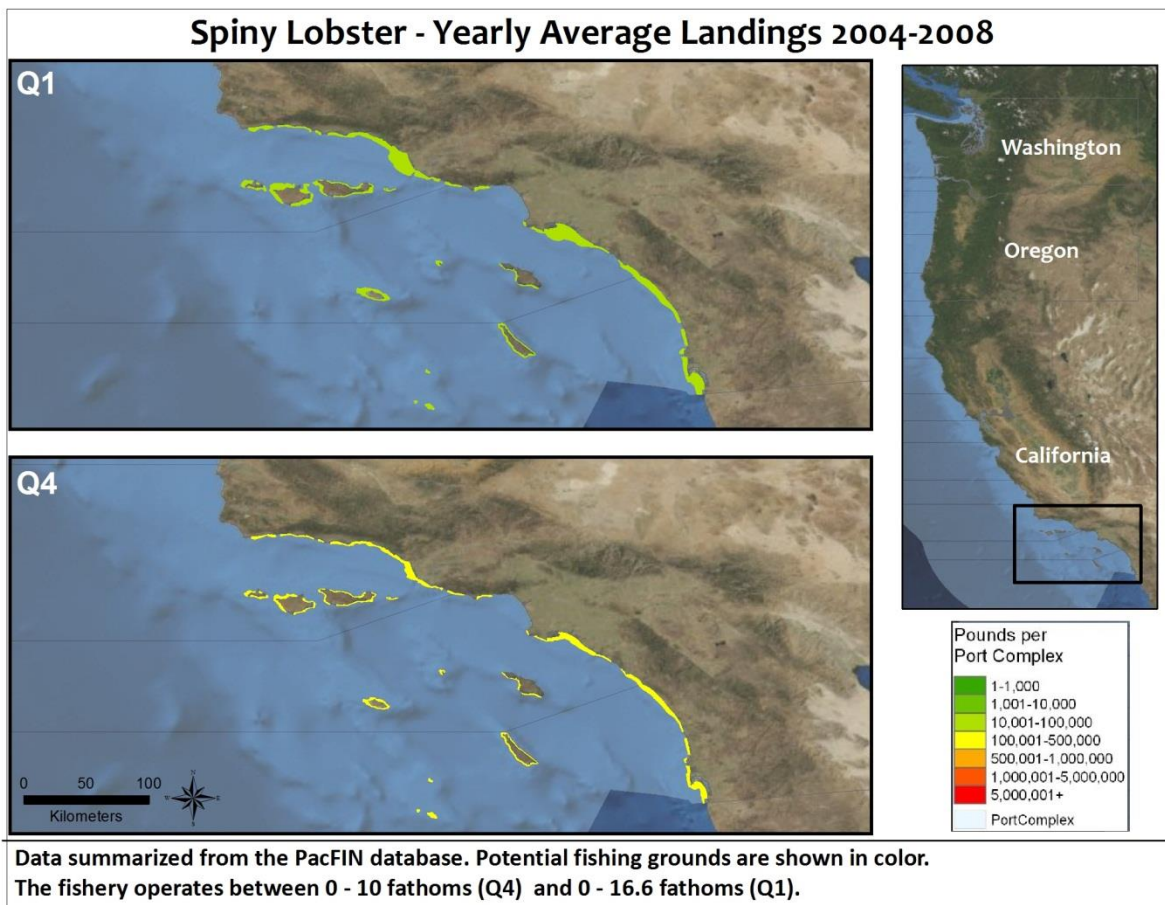 Spiny Lobster - Yearly Average Landings 2004-2008
Q1
Washington
Oregon
California
Q4
0 50 100
Kilometers
N
W E
S
Pounds per
Port Complex
1-1,000
1,001-10,000
10,001-100,000
100,001-500,000
500,001-1,000,000
1,000,001-5,000,000
5,000,001+
PortComplex
Data summarized from the PacFIN database. Potential fishing grounds are shown in color.
The fishery operates between 0 - 10 fathoms (Q4) and 0 - 16.6 fathoms (Q1).